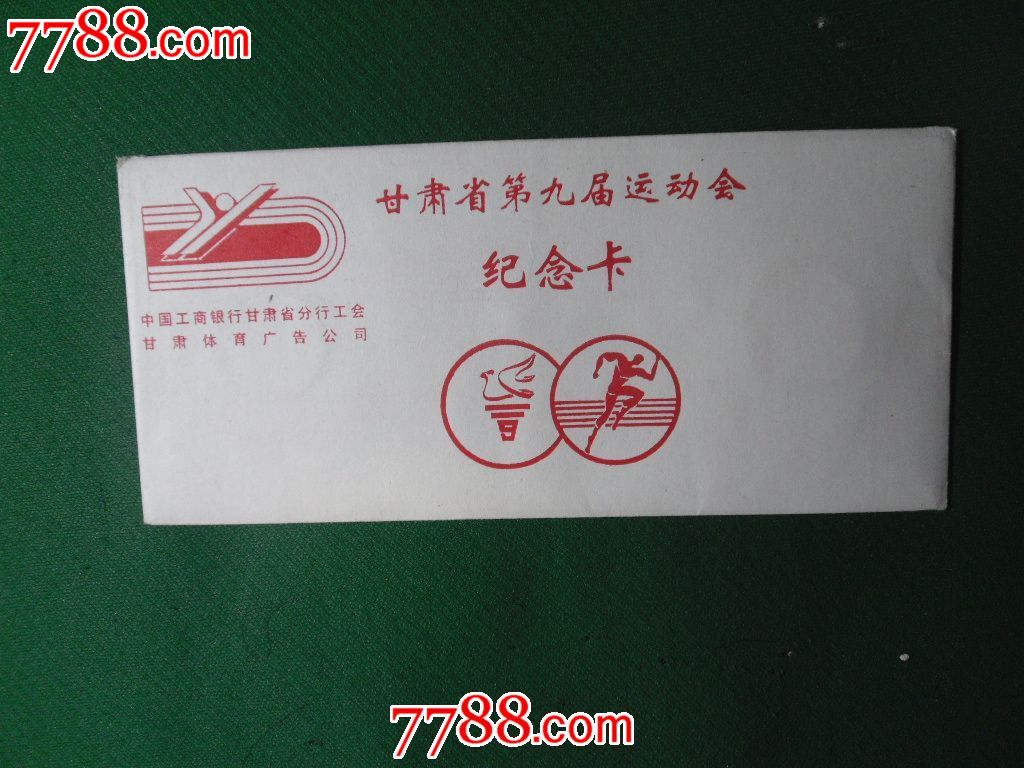 7788.com
甘肃省第九届运动会
纪念卡
中国工商银行甘肃省分行工会
甘肃体育广告公司
9
7788.com